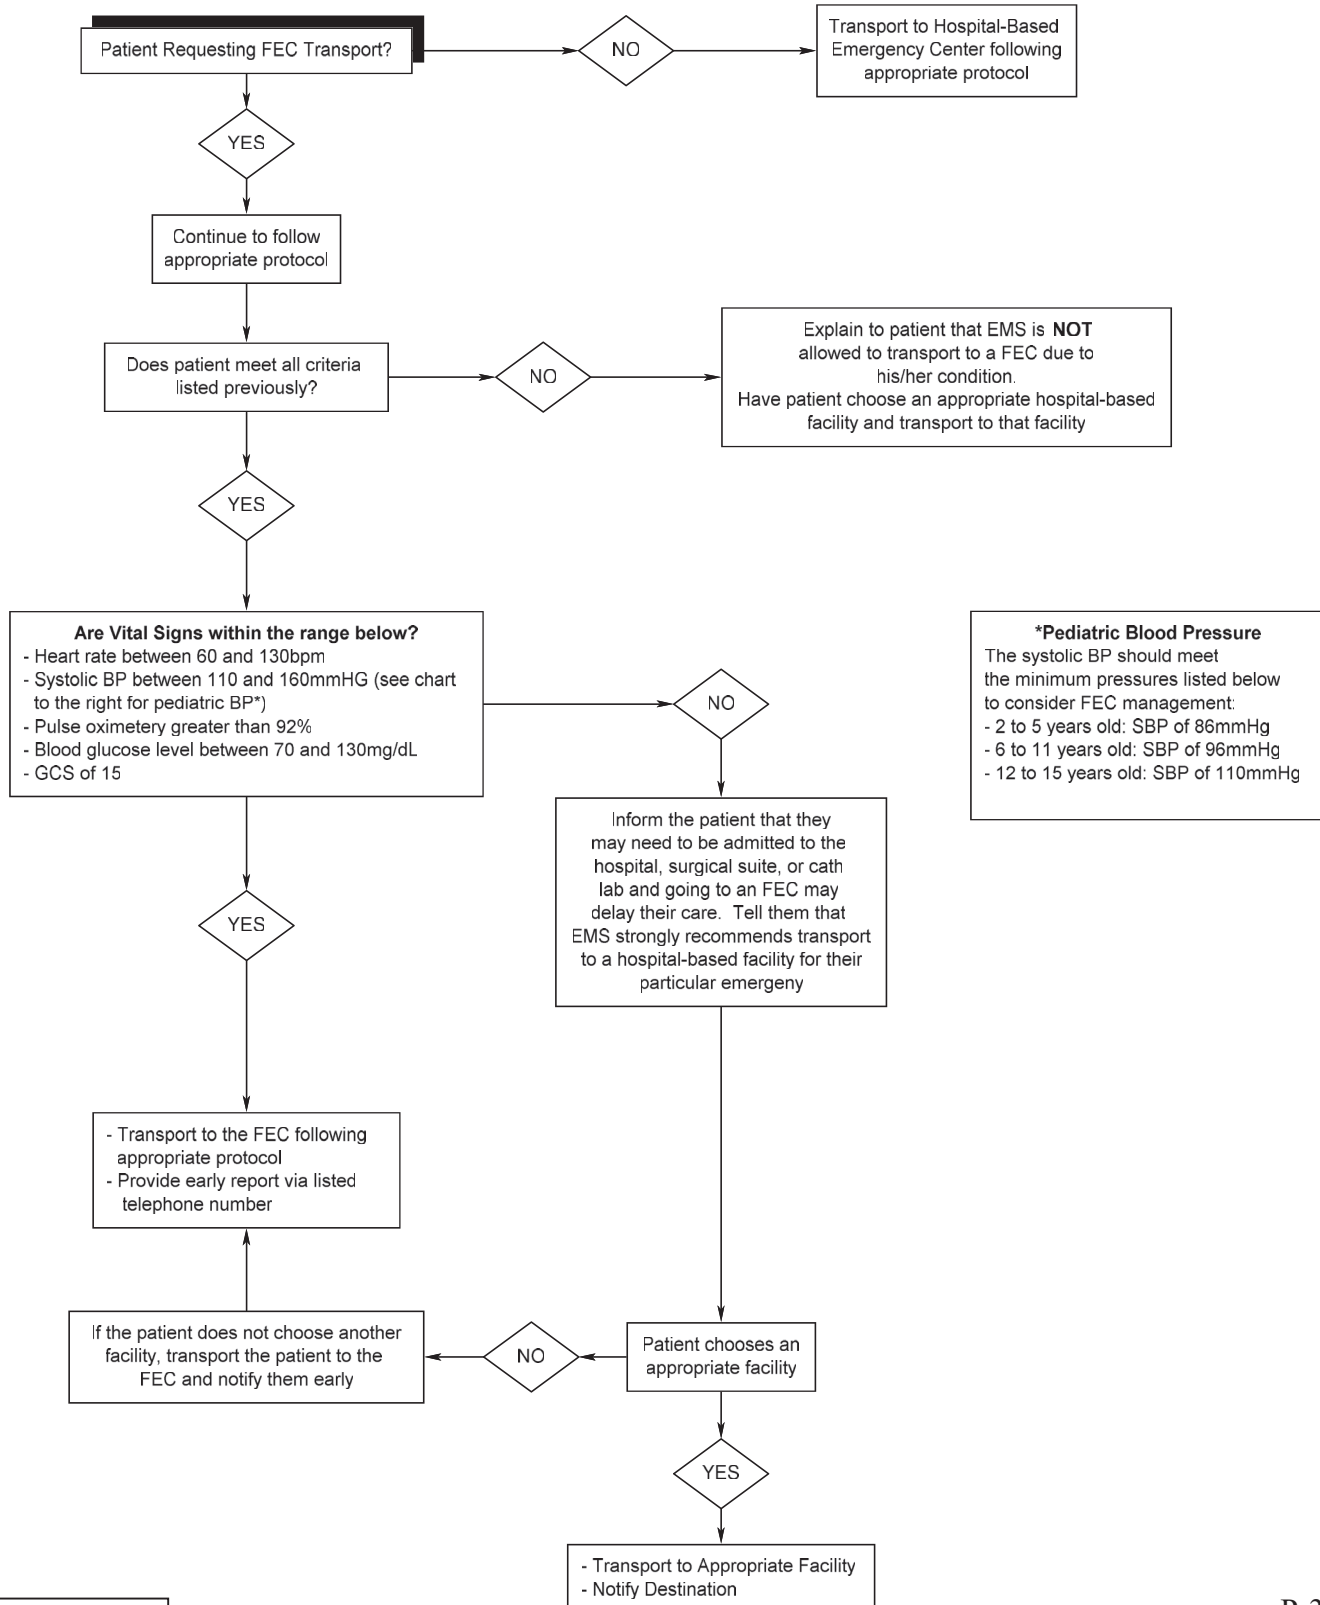 Patient Requesting FEC Transport?
NO
Transport to Hospital-Based
Emergency Center following
appropriate protocol
YES
Continue to follow
appropriate protocol
Does patient meet all criteria
listed previously?
NO
Explain to patient that EMS is NOT
allowed to transport to a FEC due to
his/her condition.
Have patient choose an appropriate hospital-based
facility and transport to that facility
YES
Are Vital Signs within the range below?
- Heart rate between 60 and 130bpm
- Systolic BP between 110 and 160mmHG (see chart
to the right for pediatric BP*)
- Pulse oximetery greater than 92%
- Blood glucose level between 70 and 130mg/dL
- GCS of 15
NO
*Pediatric Blood Pressure
The systolic BP should meet
the minimum pressures listed below
to consider FEC management:
- 2 to 5 years old: SBP of 86mmHg
- 6 to 11 years old: SBP of 96mmHg
- 12 to 15 years old: SBP of 110mmHg
Inform the patient that they
may need to be admitted to the
hospital, surgical suite, or cath
lab and going to an FEC may
delay their care. Tell them that
EMS strongly recommends transport
to a hospital-based facility for their
particular emergeny
YES
- Transport to the FEC following
appropriate protocol
- Provide early report via listed
telephone number
If the patient does not choose another
facility, transport the patient to the
FEC and notify them early
NO
Patient chooses an
appropriate facility
YES
- Transport to Appropriate Facility
- Notify Destination